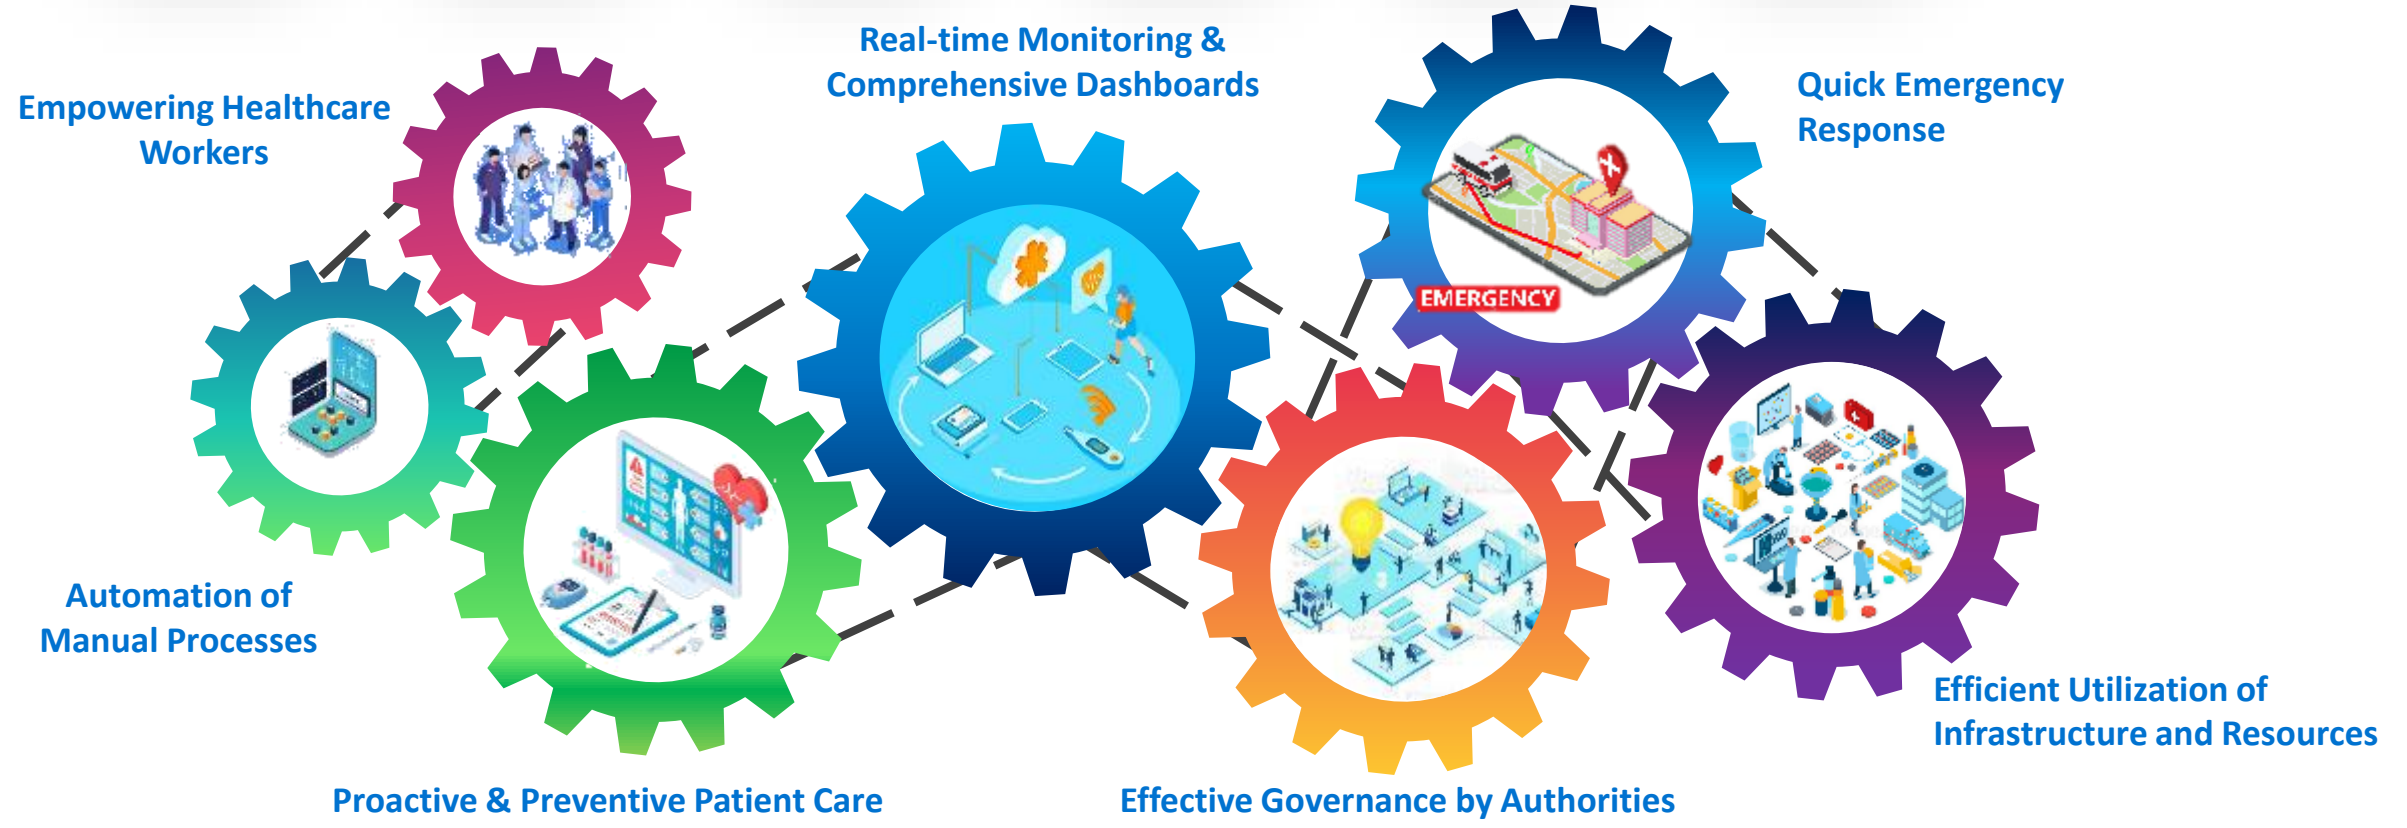 Real-time Monitoring &
Comprehensive Dashboards
Empowering Healthcare
Workers
Quick Emergency
Response
EMERGENCY
Automation of
Manual Processes
Efficient Utilization of
Infrastructure and Resources
Proactive & Preventive Patient Care
Effective Governance by Authorities